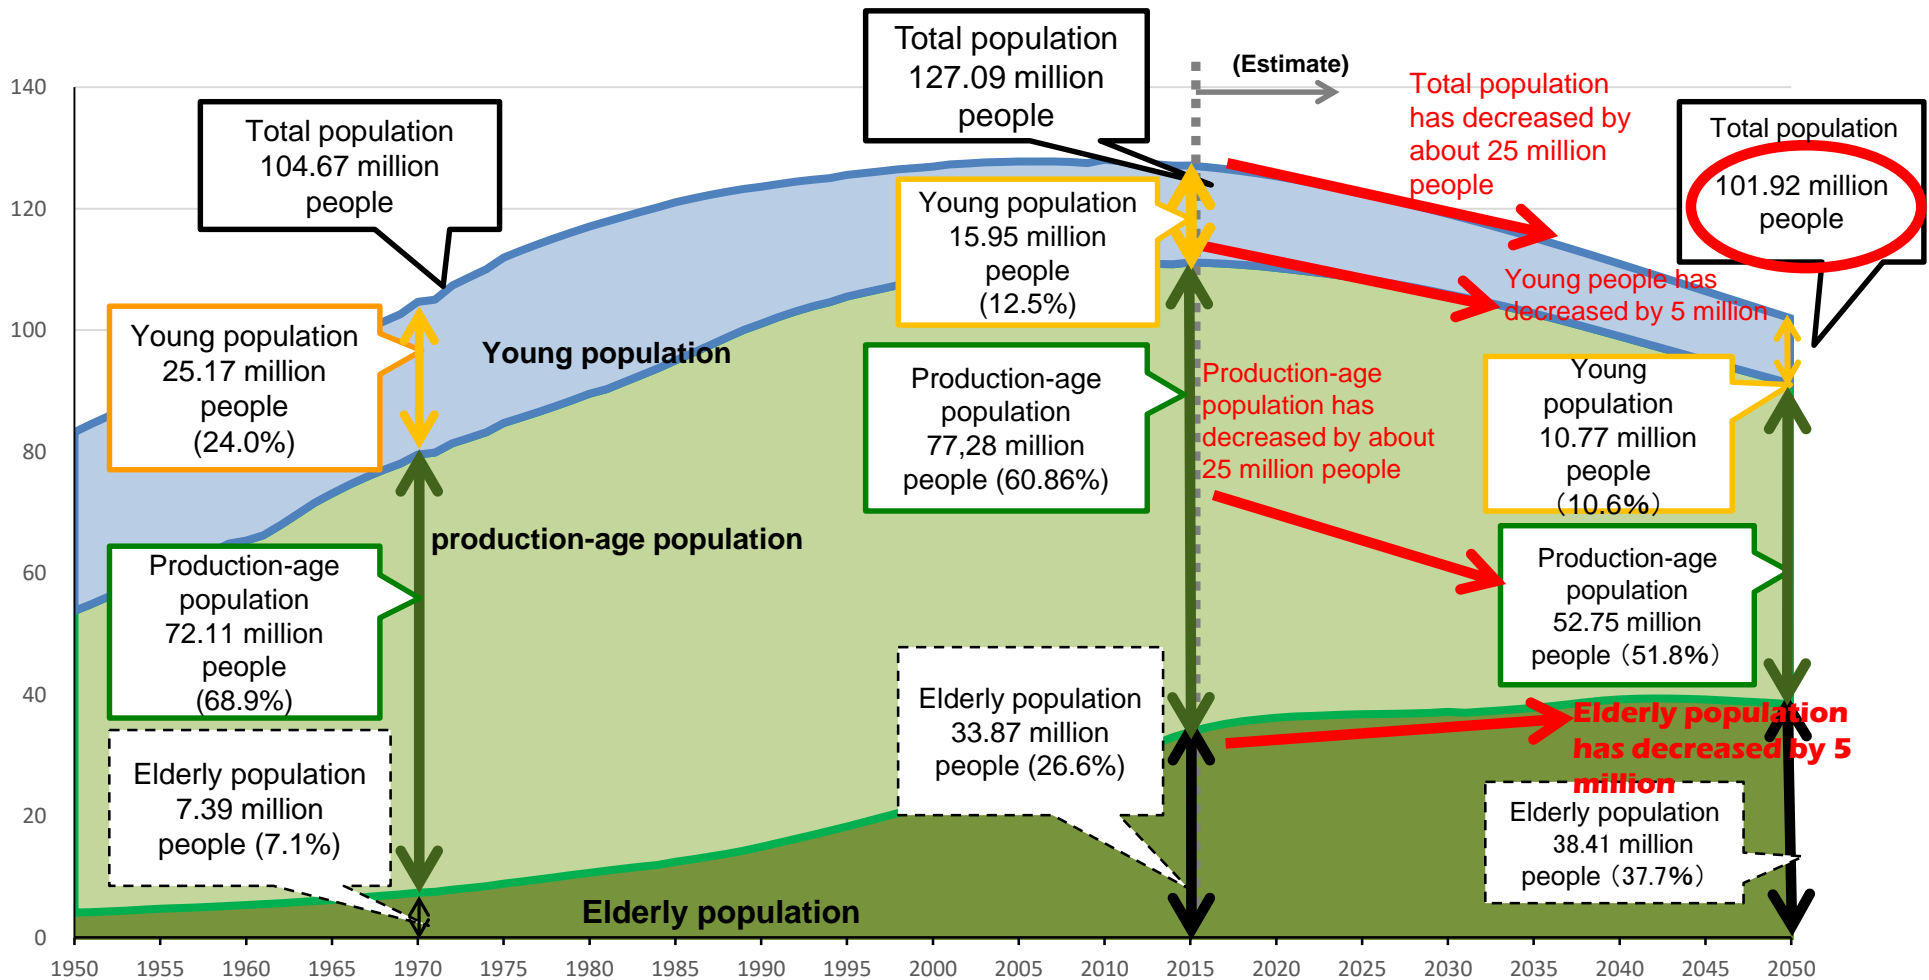 Total population
127.09 million
people
(Estimate)
Total population
has decreased by
about 25 million
people
Total population
104.67 million
people
Total population
101.92 million
people
Young population
15.95 million
people
(12.5%)
Young people has
decreased by 5 million
Young population
25.17 million
people
(24.0%)
Young population
Production-age
population
77,28 million
people (60.86%)
Production-age
population has
decreased by about
25 million people
Young
population
10.77 million
people
(10.6%)
production-age population
Production-age
population
72.11 million
people
(68.9%)
Production-age
population
52.75 million
people (51.8%)
Elderly population
33.87 million
people (26.6%)
Elderly population
has decreased by 5
million
Elderly population
7.39 million
people (7.1%)
Elderly population
38.41 million
people (37.7%)
Elderly population
140
120
100
80
60
40
20
0
1950 1955 1960 1965 1970 1975 1980 1985 1990 1995 2000 2005 2010 2015 2020 2025 2030 2035 2040 2045 2050